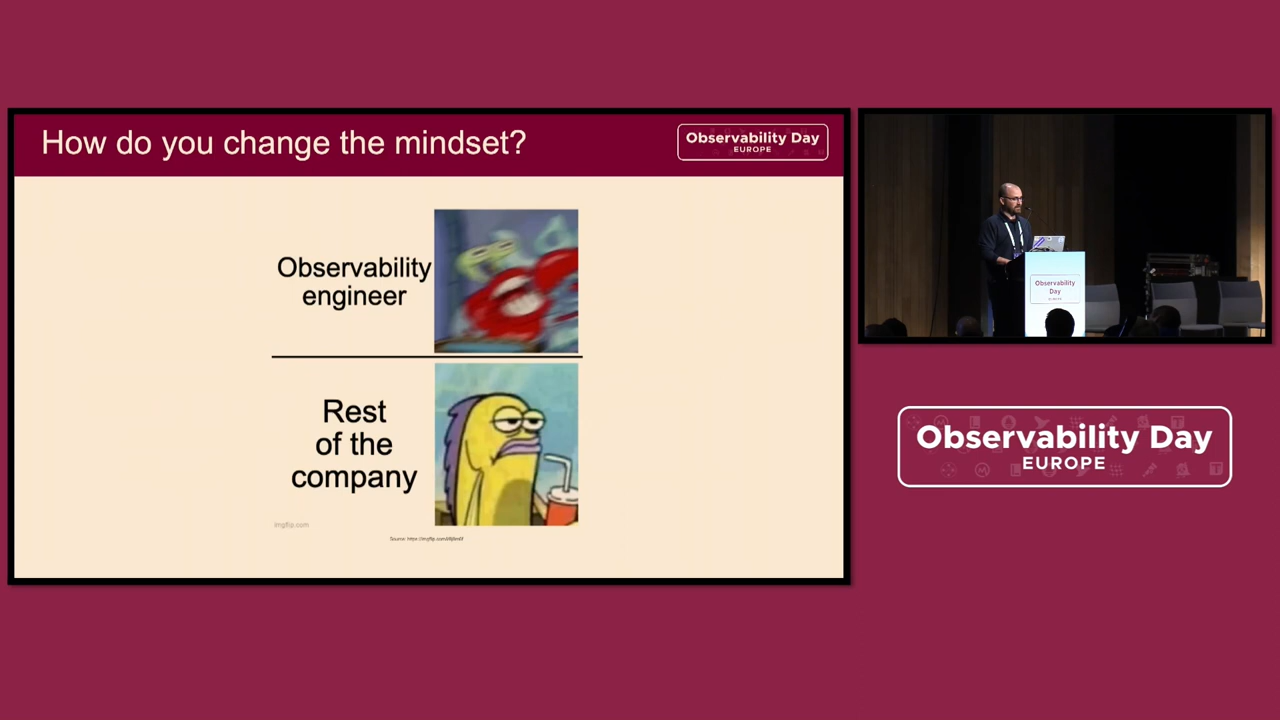 How do you change the mindset?
Observability Day
EUROPE
Observability
engineer
Rest
of the
company
imgflip.com
Observability
Day
Observability Day
EUROPE